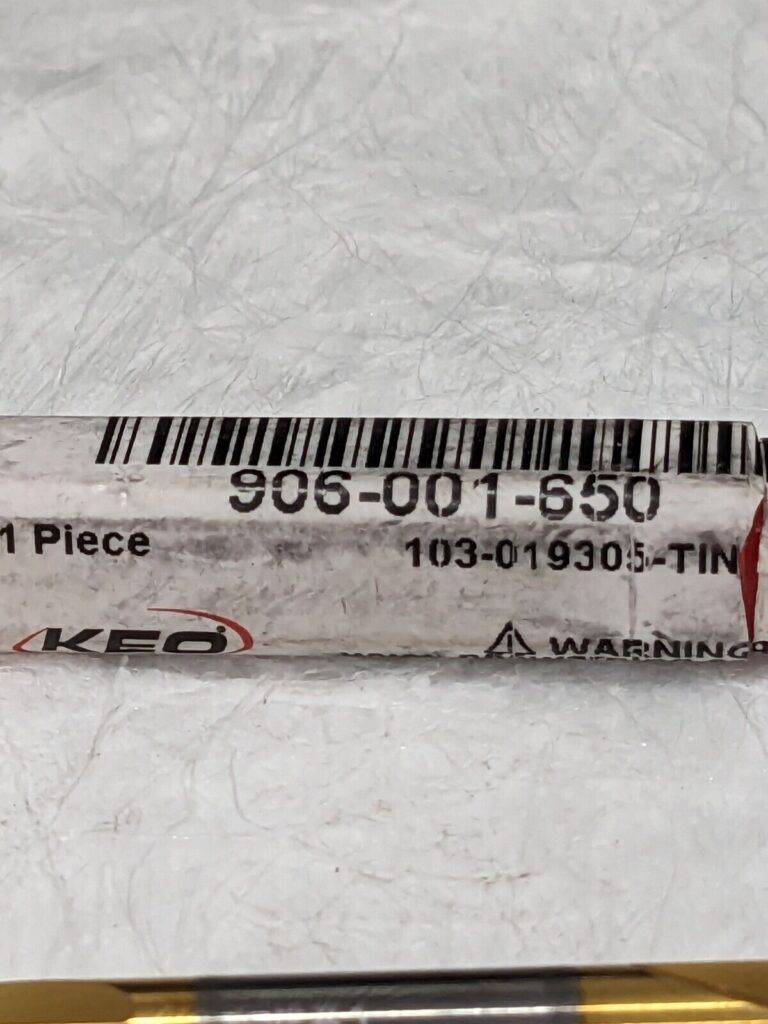 906-001-650
1 Piece
103-019305-TIN
KEO
WARNING